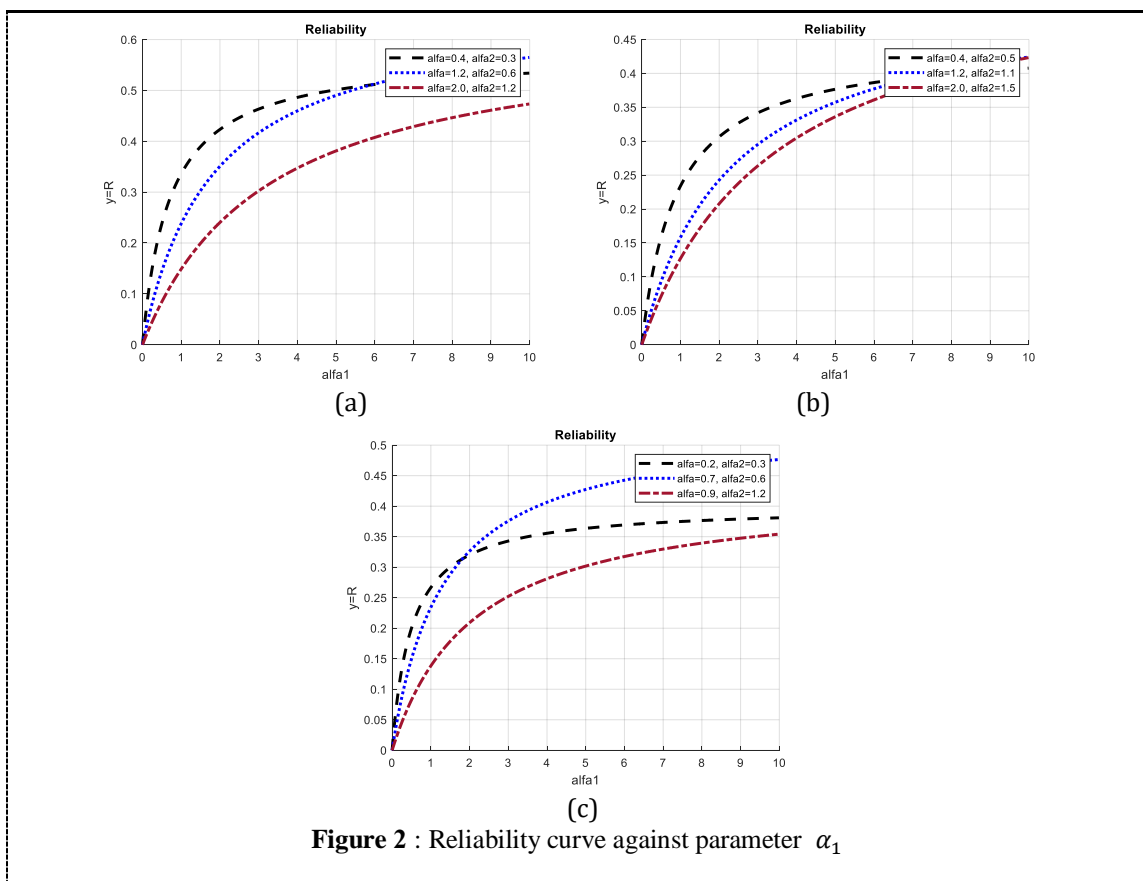 Reliability
0.6
0.5
0.4
0.3
0.2
0.1
0
y=R
alfa=0.4, alfa2=0.3
alfa=1.2, alfa2=0.6
alfa=2.0, alfa2=1.2
0 1 2 3 4 5 6 7 8 9 10
alfa1
(a)
Reliability
0.45
0.4
0.35
0.3
0.25
0.2
0.15
0.1
0.05
0
y=R
alfa=0.4, alfa2=0.5
alfa=1.2, alfa2=1.1
alfa=2.0, alfa2=1.5
0 1 2 3 4 5 6 7 8 9 10
alfa1
(b)
Reliability
0.5
0.45
0.4
0.35
0.3
0.25
0.2
0.15
0.1
0.05
0
y=R
alfa=0.2, alfa2=0.3
alfa=0.7, alfa2=0.6
alfa=0.9, alfa2=1.2
0 1 2 3 4 5 6 7 8 9 10
alfa1
(c)
Figure 2 : Reliability curve against parameter α₁